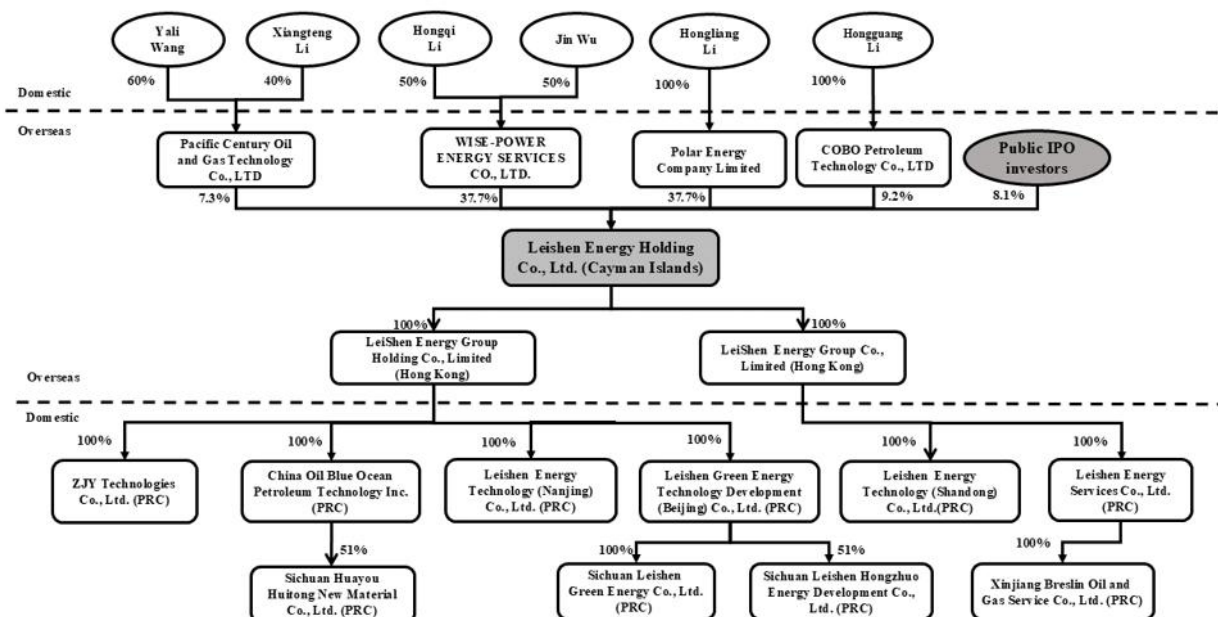 Yali
Wang
Xiangteng
Li
Hongqi
Li
Jin Wu
Hongliang
Li
Hongguang
Li
60%
40%
50%
50%
100%
100%
Domestic
Overseas
Pacific Century Oil
and Gas Technology
Co., LTD
WISE-POWER
ENERGY SERVICES
CO., LTD.
Polar Energy
Company Limited
COBO Petroleum
Technology Co., LTD
Public IPO
investors
7.3%
37.7%
37.7%
9.2%
8.1%
Leishen Energy Holding
Co., Ltd. (Cayman Islands)
100%
100%
LeiShen Energy Group
Holding Co., Limited
(Hong Kong)
LeiShen Energy Group Co.,
Limited (Hong Kong)
Overseas
Domestic
100%
100%
100%
100%
100%
100%
ZJY Technologies
Co., Ltd. (PRC)
China Oil Blue Ocean
Petroleum Technology Inc.
(PRC)
Leishen Energy
Technology (Nanjing)
Co., Ltd. (PRC)
Leishen Green Energy
Technology Development
(Beijing) Co., Ltd. (PRC)
Leishen Energy
Technology (Shandong)
Co., Ltd.(PRC)
Leishen Energy
Services Co., Ltd.
(PRC)
51%
100%
51%
100%
Sichuan Huayou
Huitong New Material
Co., Ltd. (PRC)
Sichuan Leishen
Green Energy Co., Ltd.
(PRC)
Sichuan Leishen Hongzhuo
Energy Development Co.,
Ltd. (PRC)
Xinjiang Breslin Oil and
Gas Service Co., Ltd. (PRC)